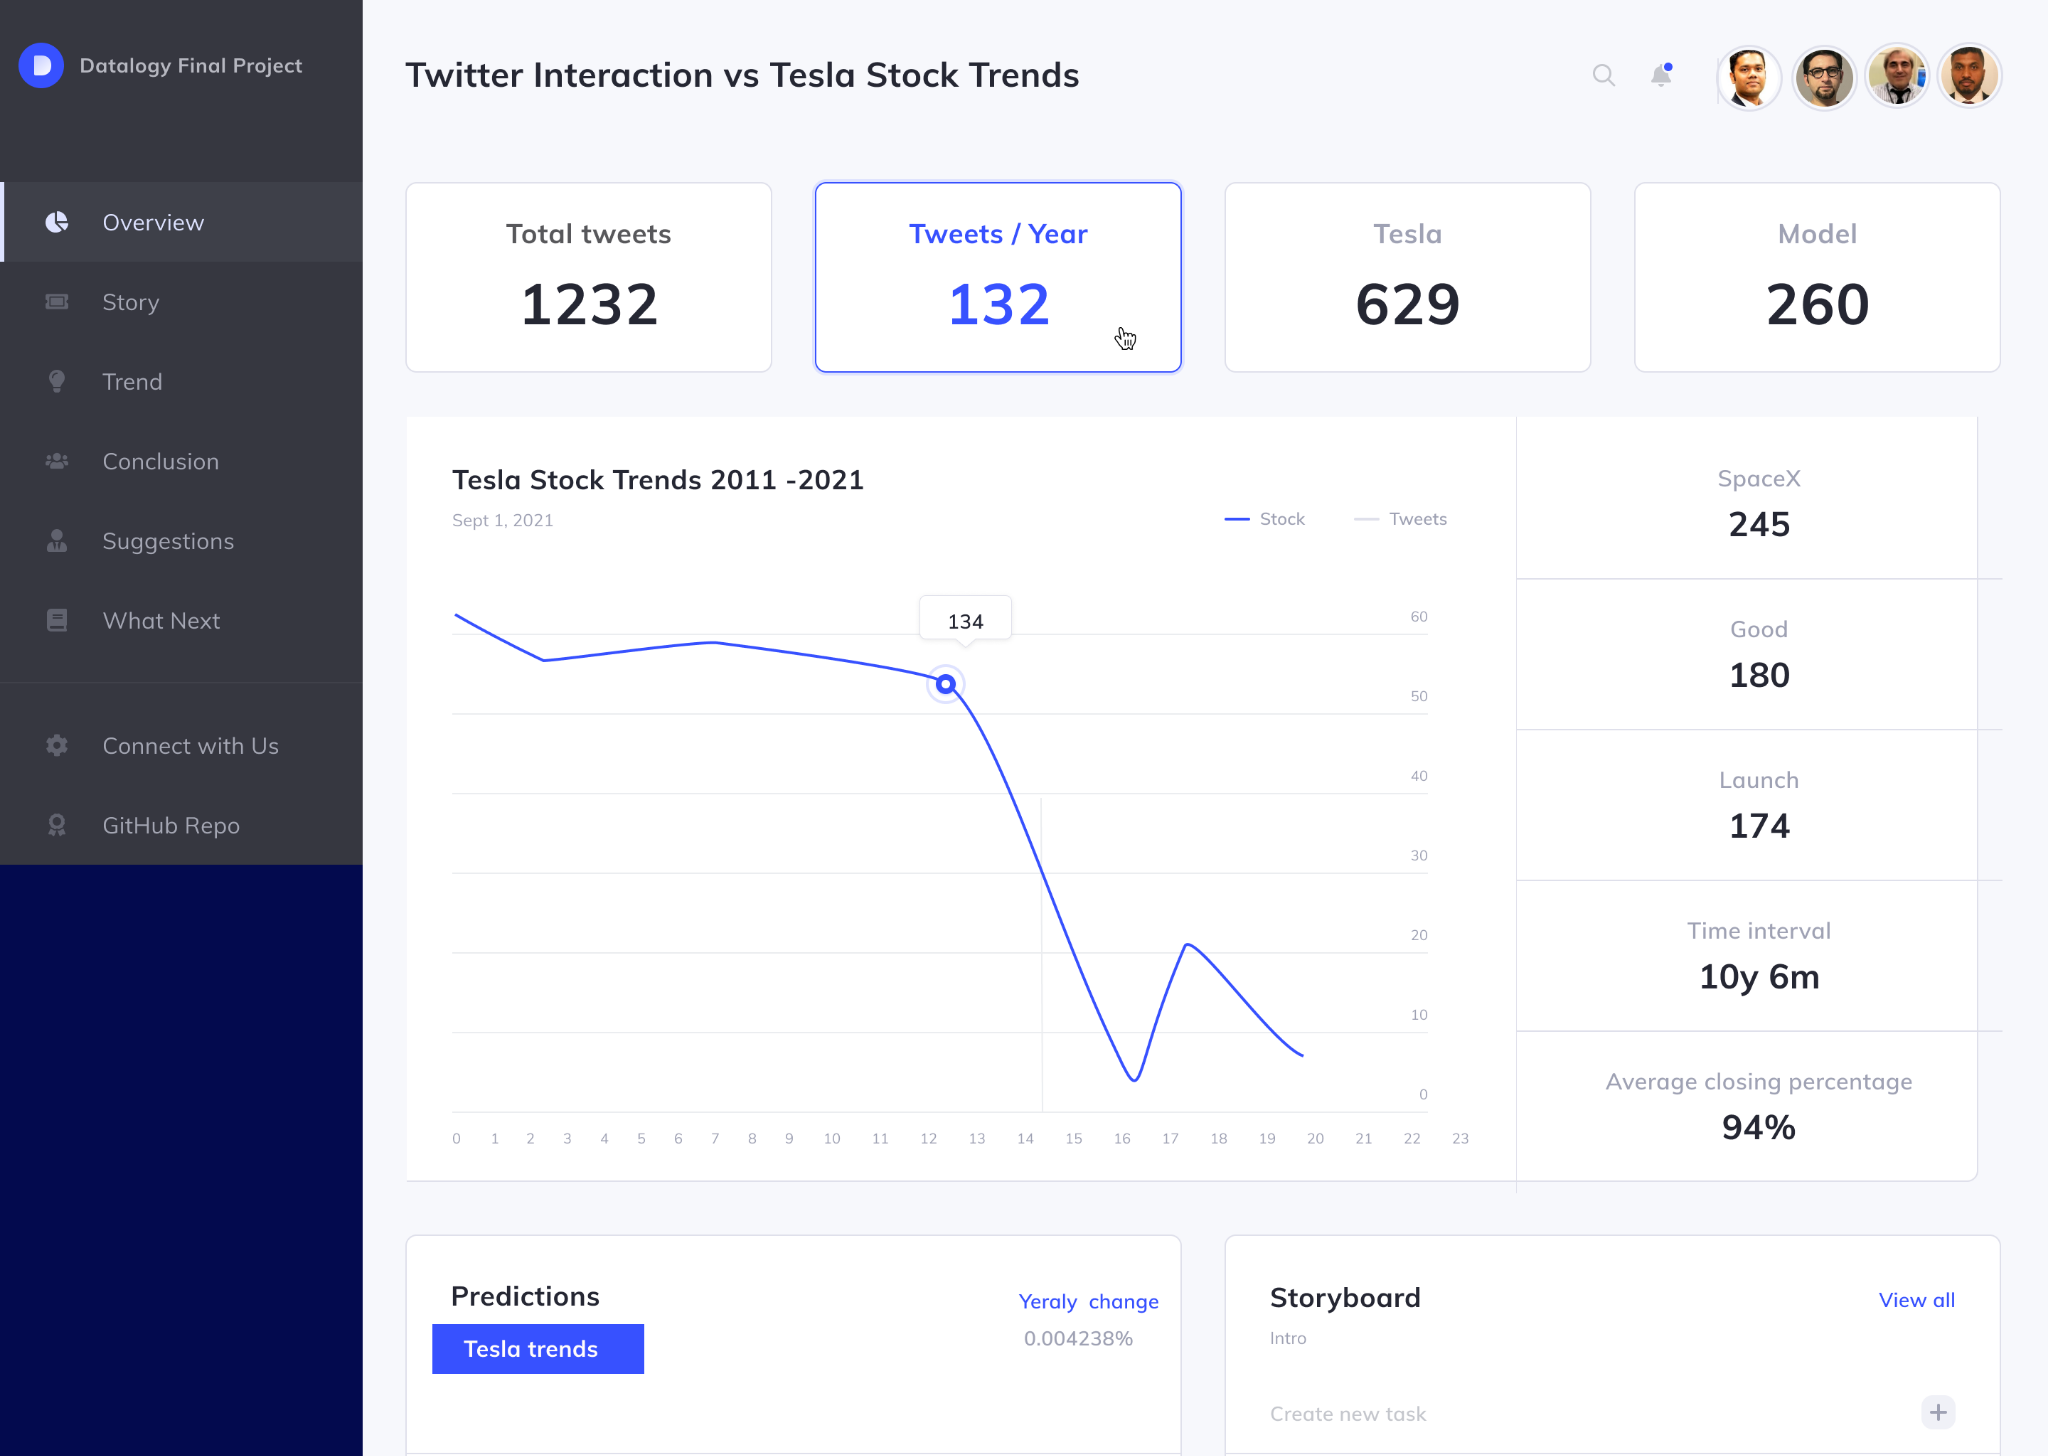 Datalogy Final Project
Overview
Story
Trend
Conclusion
Suggestions
What Next
Connect with Us
GitHub Repo
Twitter Interaction vs Tesla Stock Trends
Total tweets
1232
Tweets / Year
132
Tesla
629
Model
260
Tesla Stock Trends 2011 -2021
Sept 1, 2021
Stock
Tweets
134
60
50
40
30
20
10
0
0 1 2 3 4 5 6 7 8 9 10 11 12 13 14 15 16 17 18 19 20 21 22 23
SpaceX
245
Good
180
Launch
174
Time interval
10y 6m
Average closing percentage
94%
Predictions
Tesla trends
Yeraly change
0.004238%
Storyboard
View all
Intro
Create new task